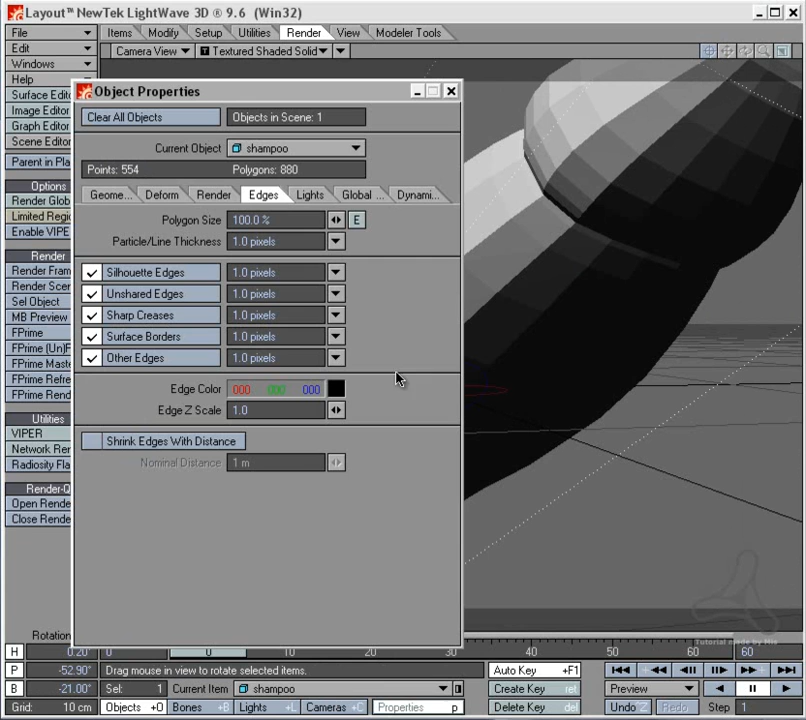 Layout™ NewTek LightWave 3D ® 9.6 (Win32)
File
Items Modify Setup Utilities Render View Modeler Tools
Edit
Camera View Textured Shaded Solid
Windows
Help
Object Properties
Surface Edito
Image Editor
Graph Editor
Scene Editor
Parent in Pla
Options
Render Glob
Limited Regio
Enable VIPE
Render
Render Fram
Render Scen
Sel Object
MB Preview
FPrime
FPrime (Un)F
FPrime Maste
FPrime Refre
FPrime Rend
Utilities
VIPER
Network Ren
Radiosity Fla
Render-Q
Open Rende
Close Rende
Clear All Objects Objects in Scene: 1
Current Object shampoo
Points: 554 Polygons: 880
Geome... Deform Render Edges Lights Global ... Dynami...
Polygon Size 100.0 % E
Particle/Line Thickness 1.0 pixels
Silhouette Edges 1.0 pixels
Unshared Edges 1.0 pixels
Sharp Creases 1.0 pixels
Surface Borders 1.0 pixels
Other Edges 1.0 pixels
Edge Color 000 000 000
Edge Z Scale 1.0
Shrink Edges With Distance
Nominal Distance 1 m
Rotation
H 0.20° 0 0 10 20 30 40 50 60 60
P -52.90° Drag mouse in view to rotate selected items. Auto Key +F1
B -21.00° Sel: 1 Current Item shampoo Create Key ret Preview
Grid: 10 cm Objects +O Bones +B Lights +L Cameras +C Properties p Delete Key del Undo Z Redo Step 1